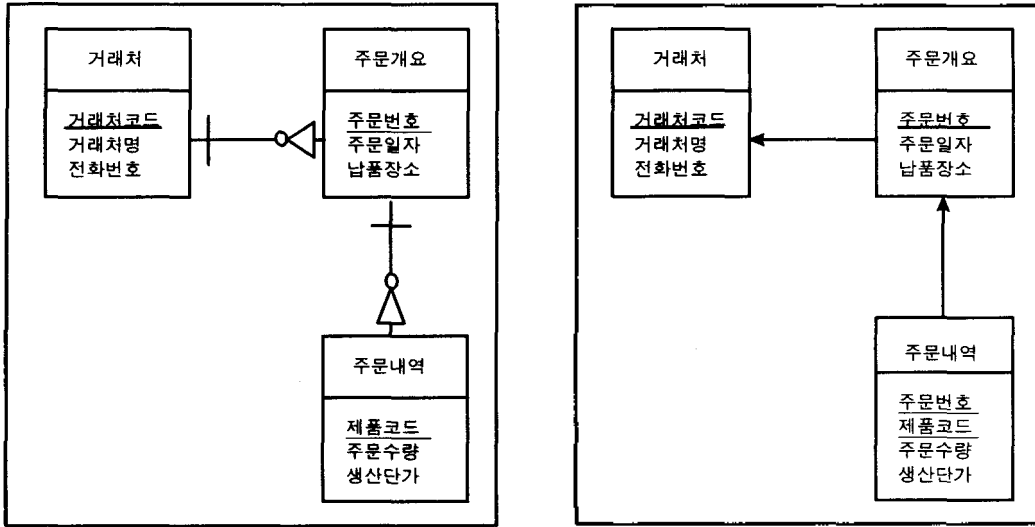 거래처
거래처코드
거래처명
전화번호
주문개요
주문번호
주문일자
납품장소
주문내역
제품코드
주문수량
생산단가
거래처
거래처코드
거래처명
전화번호
주문개요
주문번호
주문일자
납품장소
주문내역
주문번호
제품코드
주문수량
생산단가